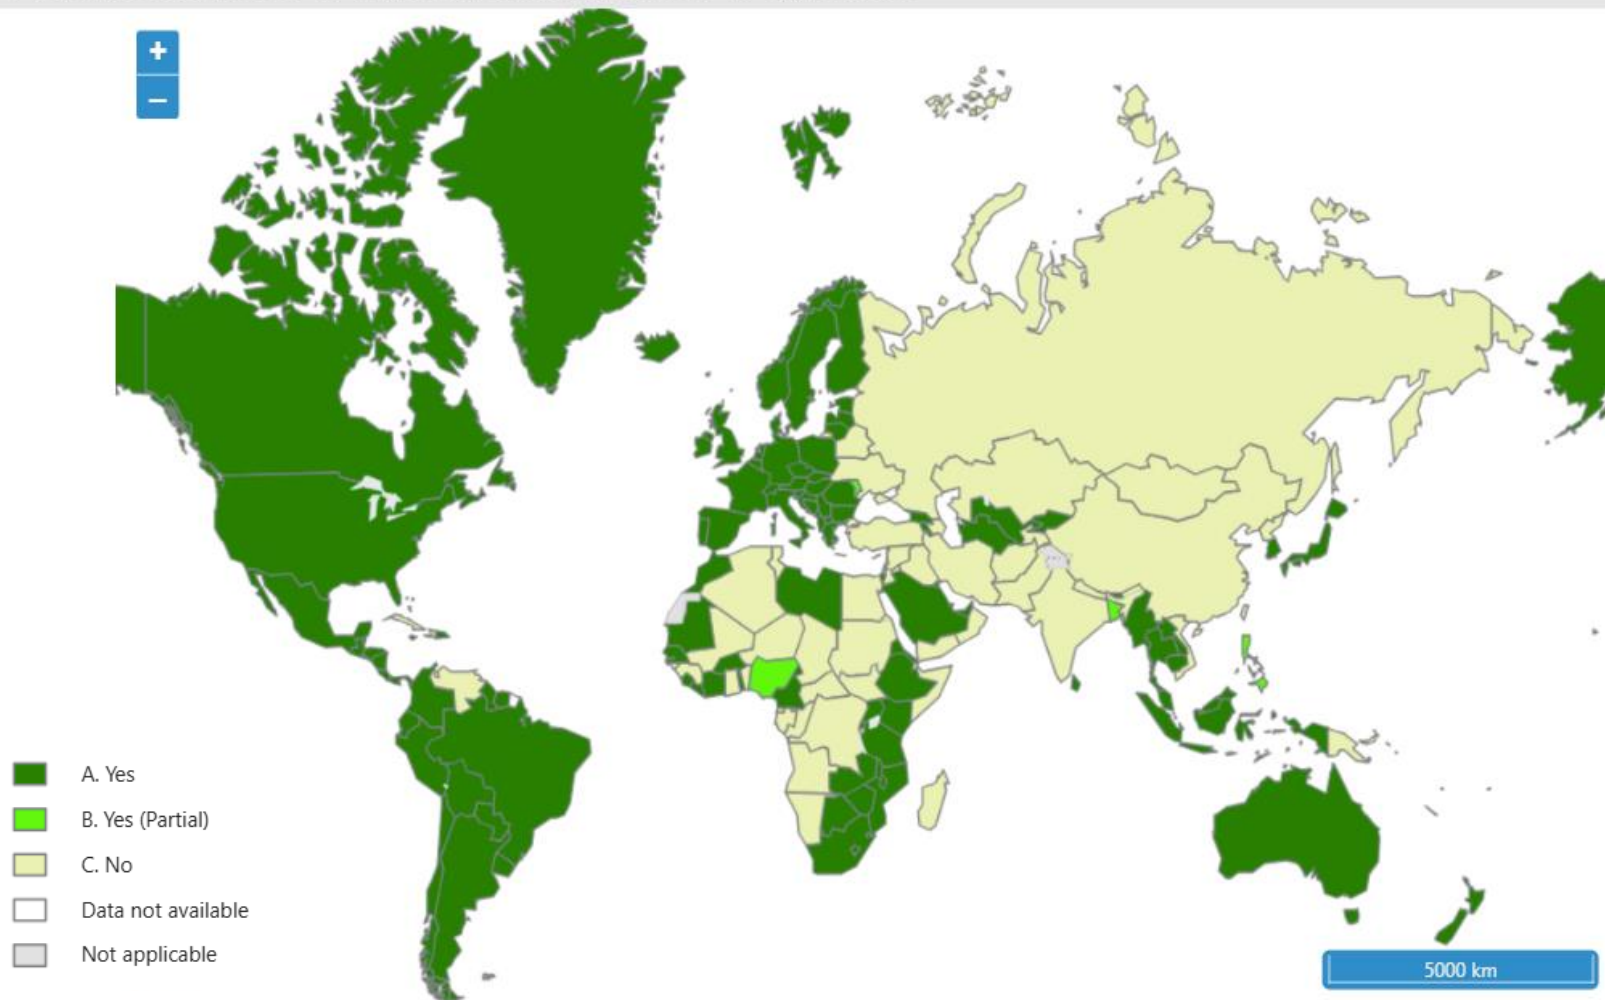 +
−
A. Yes
B. Yes (Partial)
C. No
Data not available
Not applicable
5000 km